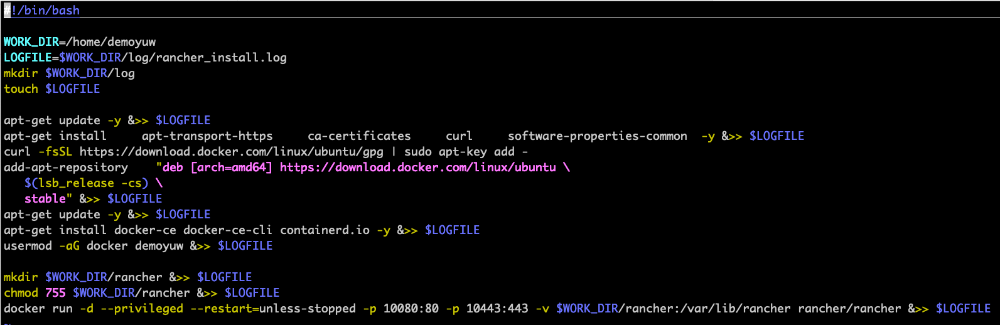 #!/bin/bash
WORK_DIR=/home/demoyuw
LOGFILE=$WORK_DIR/log/rancher_install.log
mkdir $WORK_DIR/log
touch $LOGFILE
apt-get update -y &>> $LOGFILE
apt-get install     apt-transport-https     ca-certificates     curl     software-properties-common  -y &>> $LOGFILE
curl -fsSL https://download.docker.com/linux/ubuntu/gpg | sudo apt-key add -
add-apt-repository    "deb [arch=amd64] https://download.docker.com/linux/ubuntu \
   $(lsb_release -cs) \
   stable" &>> $LOGFILE
apt-get update -y &>> $LOGFILE
apt-get install docker-ce docker-ce-cli containerd.io -y &>> $LOGFILE
usermod -aG docker demoyuw &>> $LOGFILE
mkdir $WORK_DIR/rancher &>> $LOGFILE
chmod 755 $WORK_DIR/rancher &>> $LOGFILE
docker run -d --privileged --restart=unless-stopped -p 10080:80 -p 10443:443 -v $WORK_DIR/rancher:/var/lib/rancher rancher/rancher &>> $LOGFILE
~